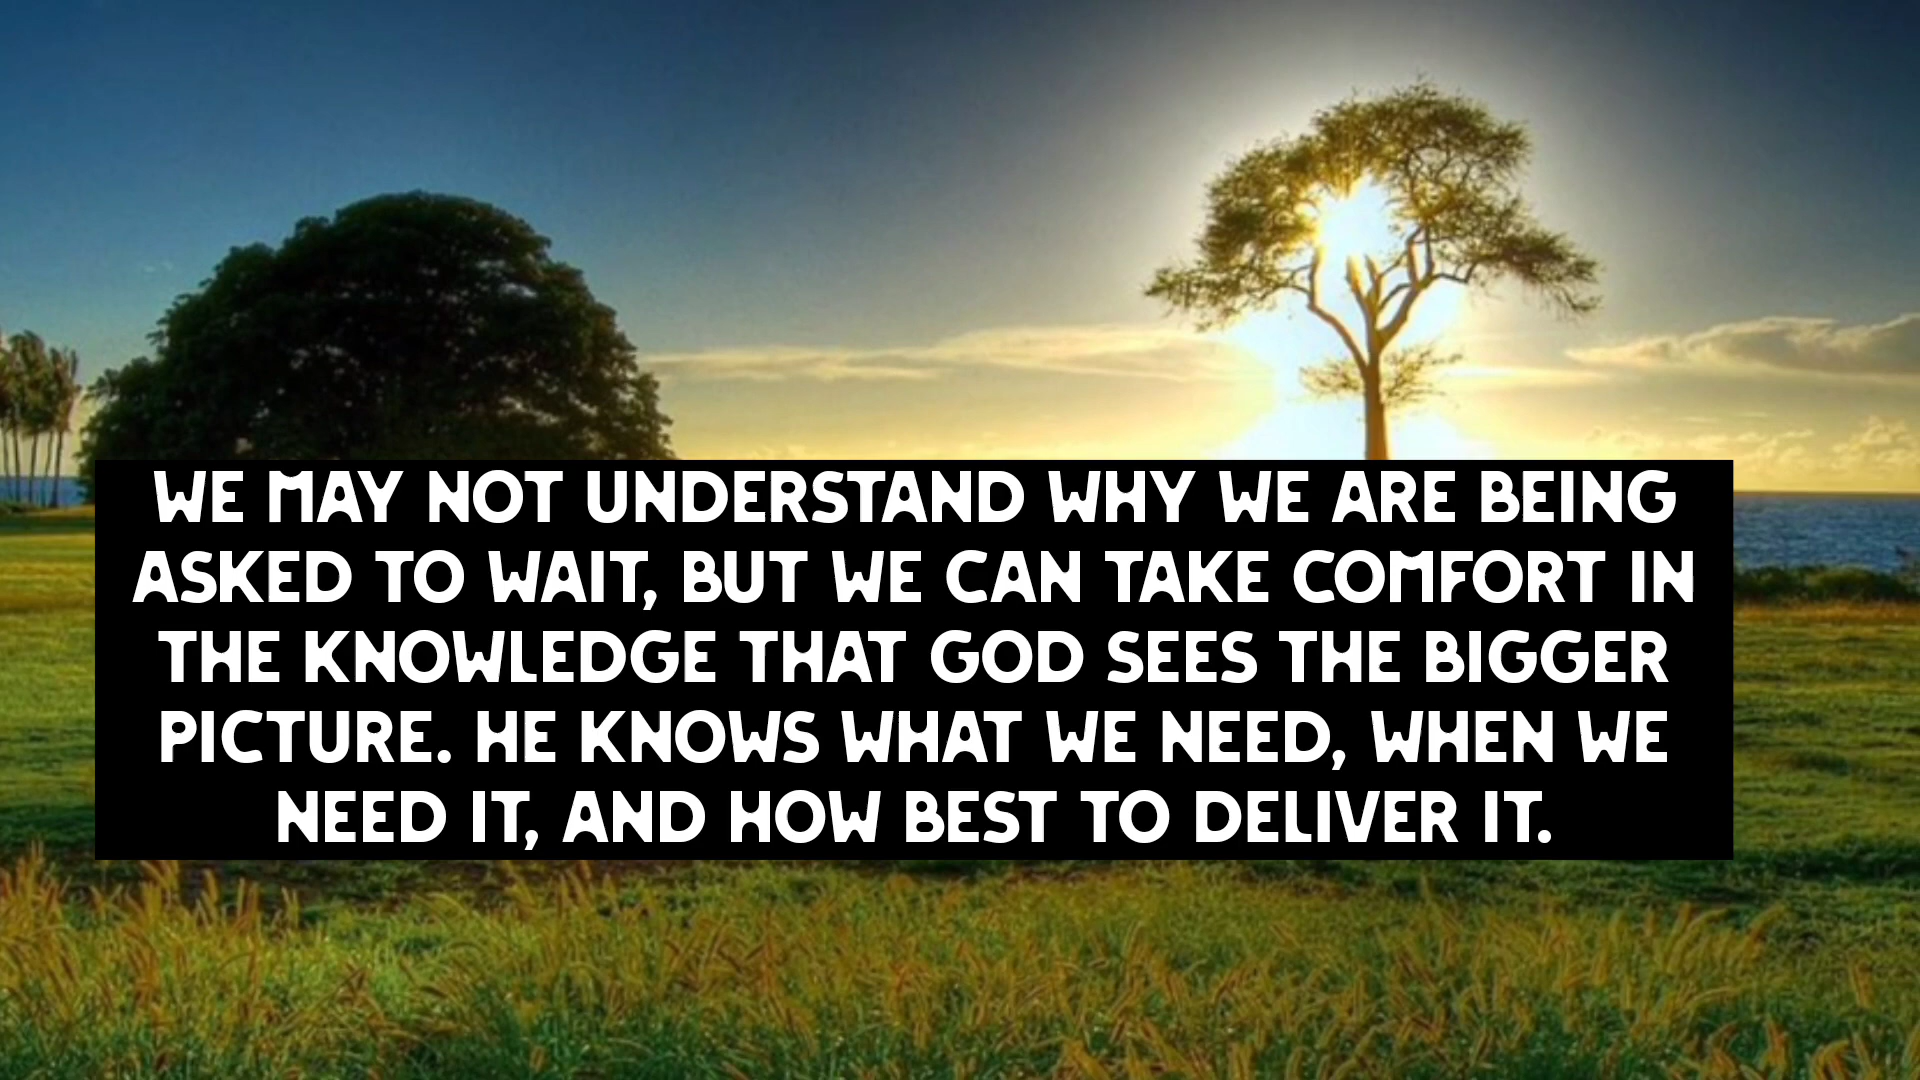 WE MAY NOT UNDERSTAND WHY WE ARE BEING
ASKED TO WAIT, BUT WE CAN TAKE COMFORT IN
THE KNOWLEDGE THAT GOD SEES THE BIGGER
PICTURE. HE KNOWS WHAT WE NEED, WHEN WE
NEED IT, AND HOW BEST TO DELIVER IT.